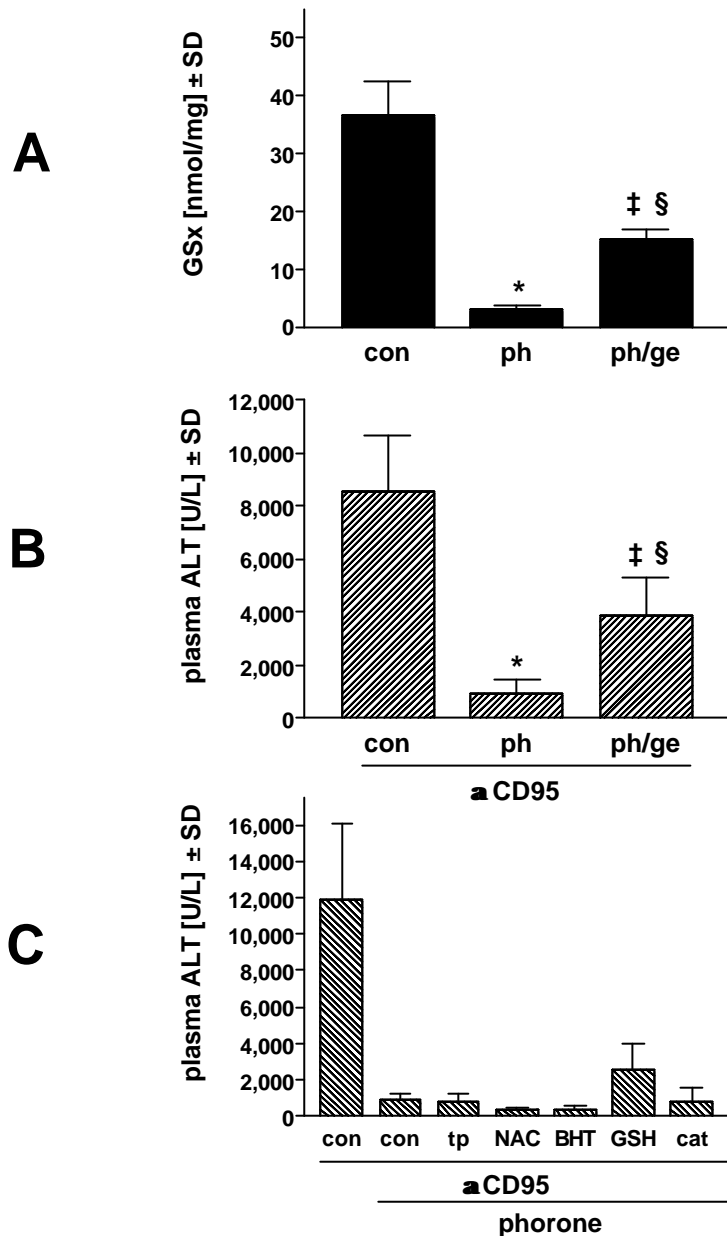 A
GSx [nmol/mg] ± SD
50
40
30
20
10
0
*
‡ §
con ph ph/ge
B
plasma ALT [U/L] ± SD
12,000
10,000
8,000
6,000
4,000
2,000
0
*
‡ §
con ph ph/ge
aCD95
C
plasma ALT [U/L] ± SD
16,000
14,000
12,000
10,000
8,000
6,000
4,000
2,000
0
con con tp NAC BHT GSH cat
aCD95
phorone